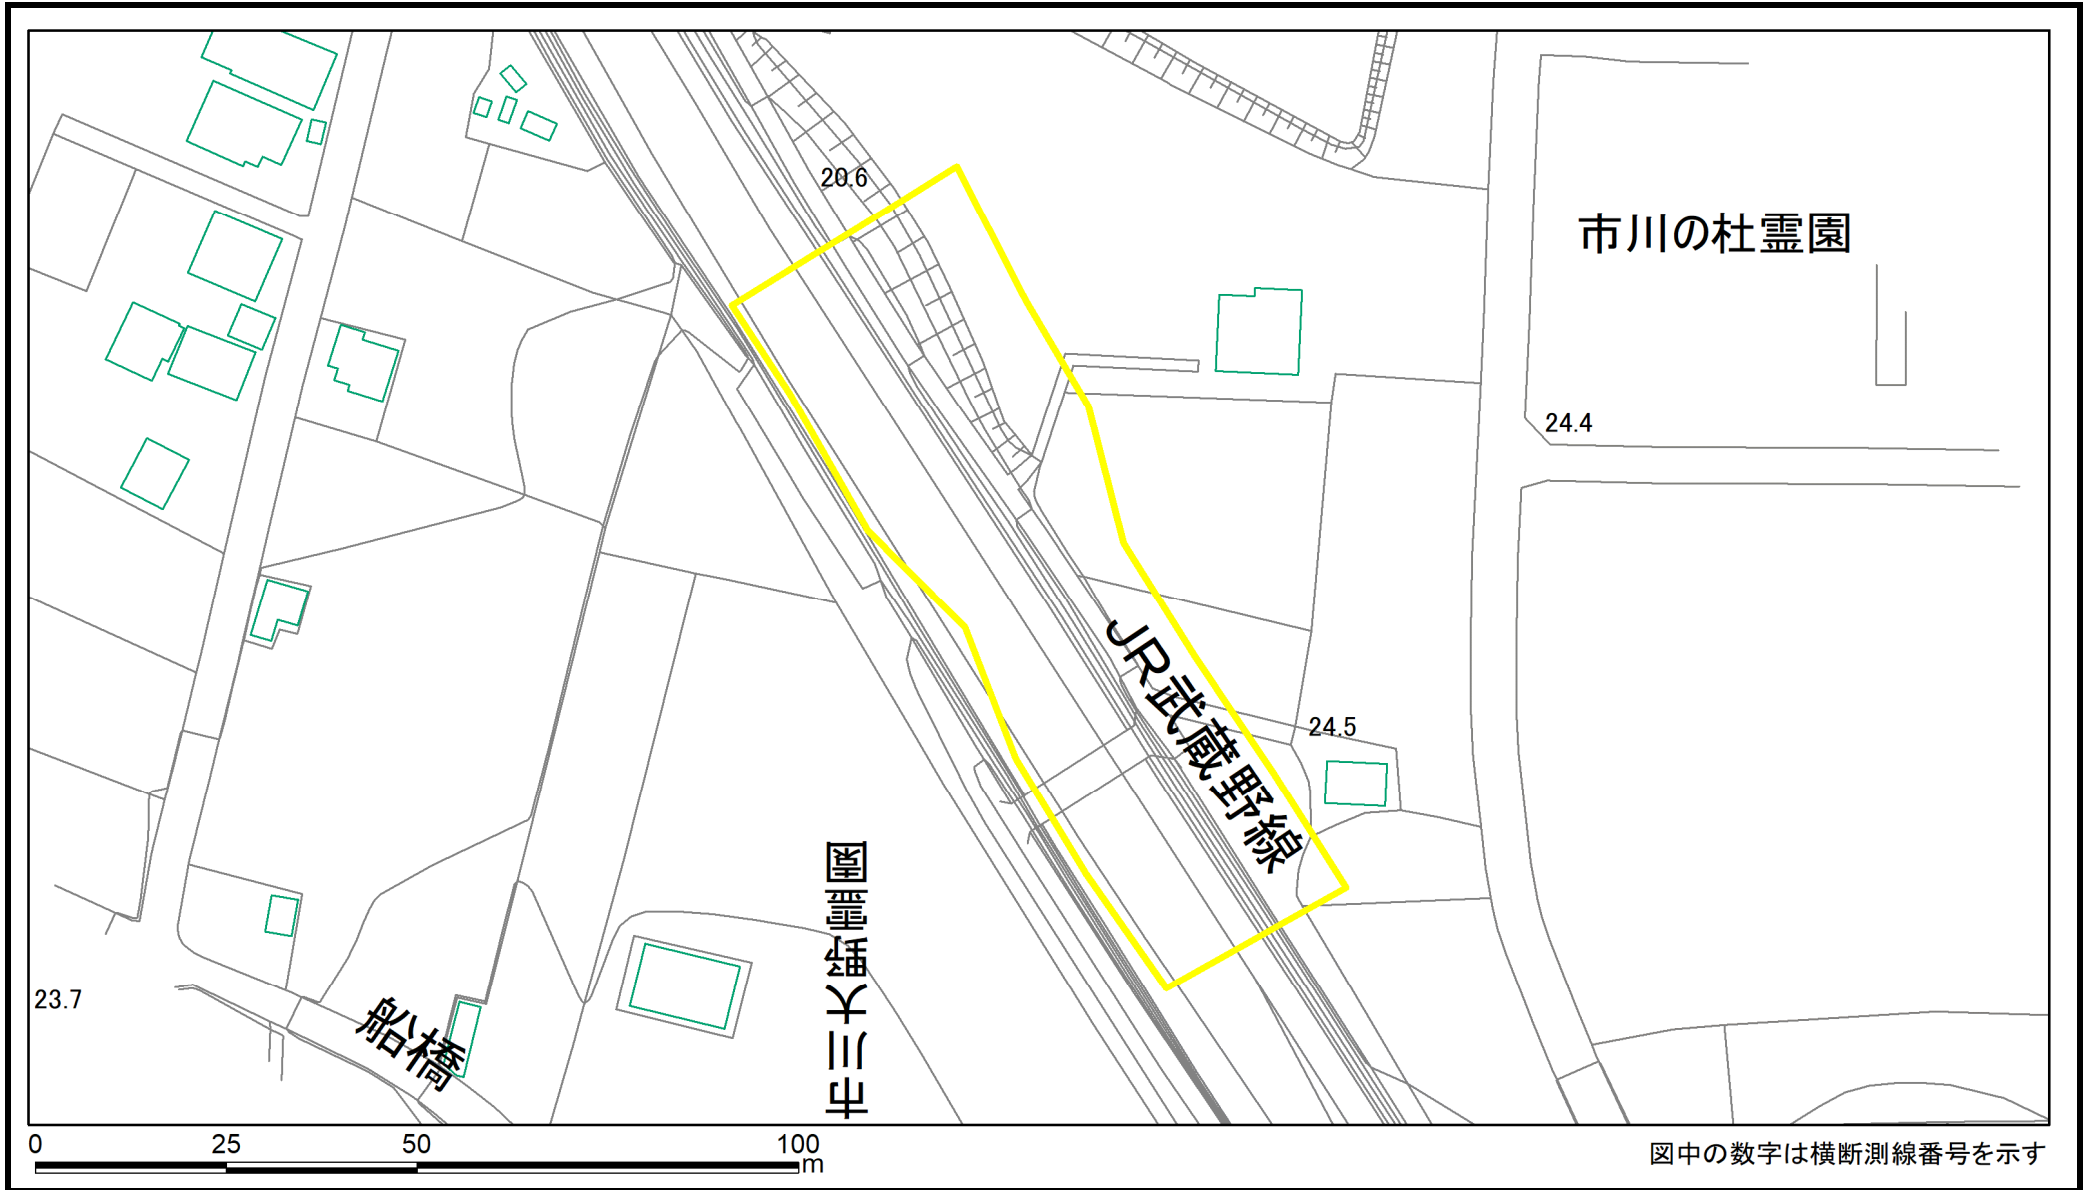 20.6
市川の杜霊園
24.4
JR武蔵野線
24.5
市川大野霊園
23.7
船橋
0 25 50 100
m
図中の数字は横断測線番号を示す